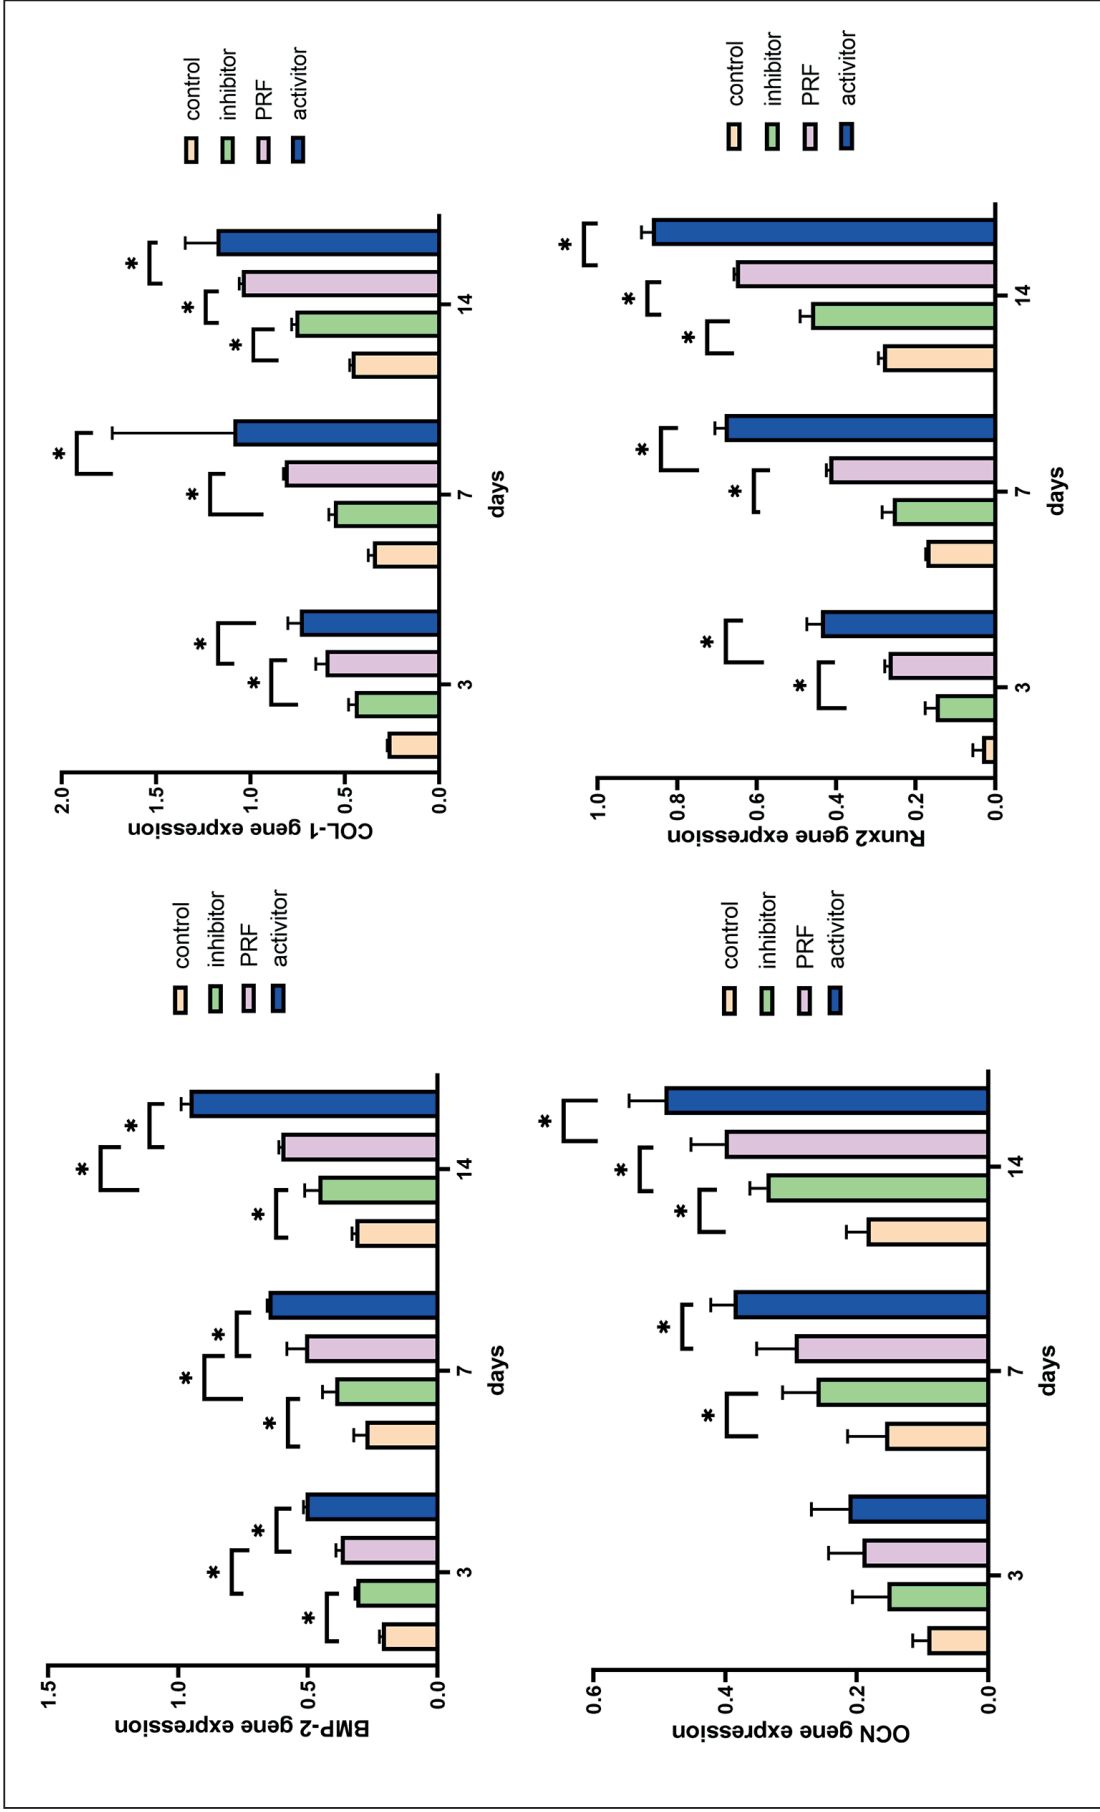 BMP-2 gene expression
1.5
1.0
0.5
0.0
* * *
* * *
* * *
3
7
14
days
control
inhibitor
PRF
activitor
COL-1 gene expression
2.0
1.5
1.0
0.5
0.0
* *
* *
* * *
3
7
14
days
control
inhibitor
PRF
activitor
OCN gene expression
0.6
0.4
0.2
0.0
* *
* * *
3
7
14
days
control
inhibitor
PRF
activitor
Runx2 gene expression
1.0
0.8
0.6
0.4
0.2
0.0
* *
* *
* * *
3
7
14
days
control
inhibitor
PRF
activitor